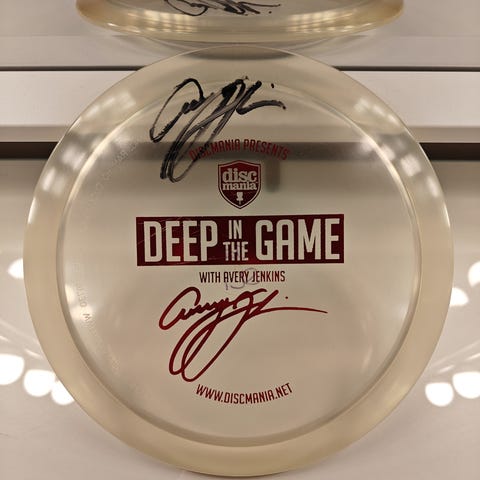 DISCMANIA PRESENTS
disc
mania
DEEP IN THE GAME
WITH AVERY JENKINS
WWW.DISCMANIA.NET